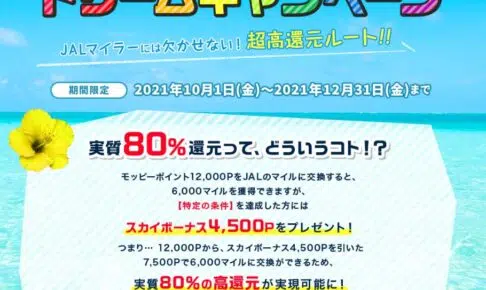 ドリームキャンペーン
JALマイラーには欠かせない！超高還元ルート!!
期間限定 2021年10月1日(金)～2021年12月31日(金)まで
実質80%還元って、どういうコト!?
モッピーポイント12,000PをJALのマイルに交換すると、
6,000マイルを獲得できますが、
【特定の条件】を達成した方には
スカイボーナス4,500Pをプレゼント！
つまり… 12,000Pから、スカイボーナス4,500Pを引いた
7,500Pで6,000マイルに交換ができるため、
実質80%の高還元が実現可能に！